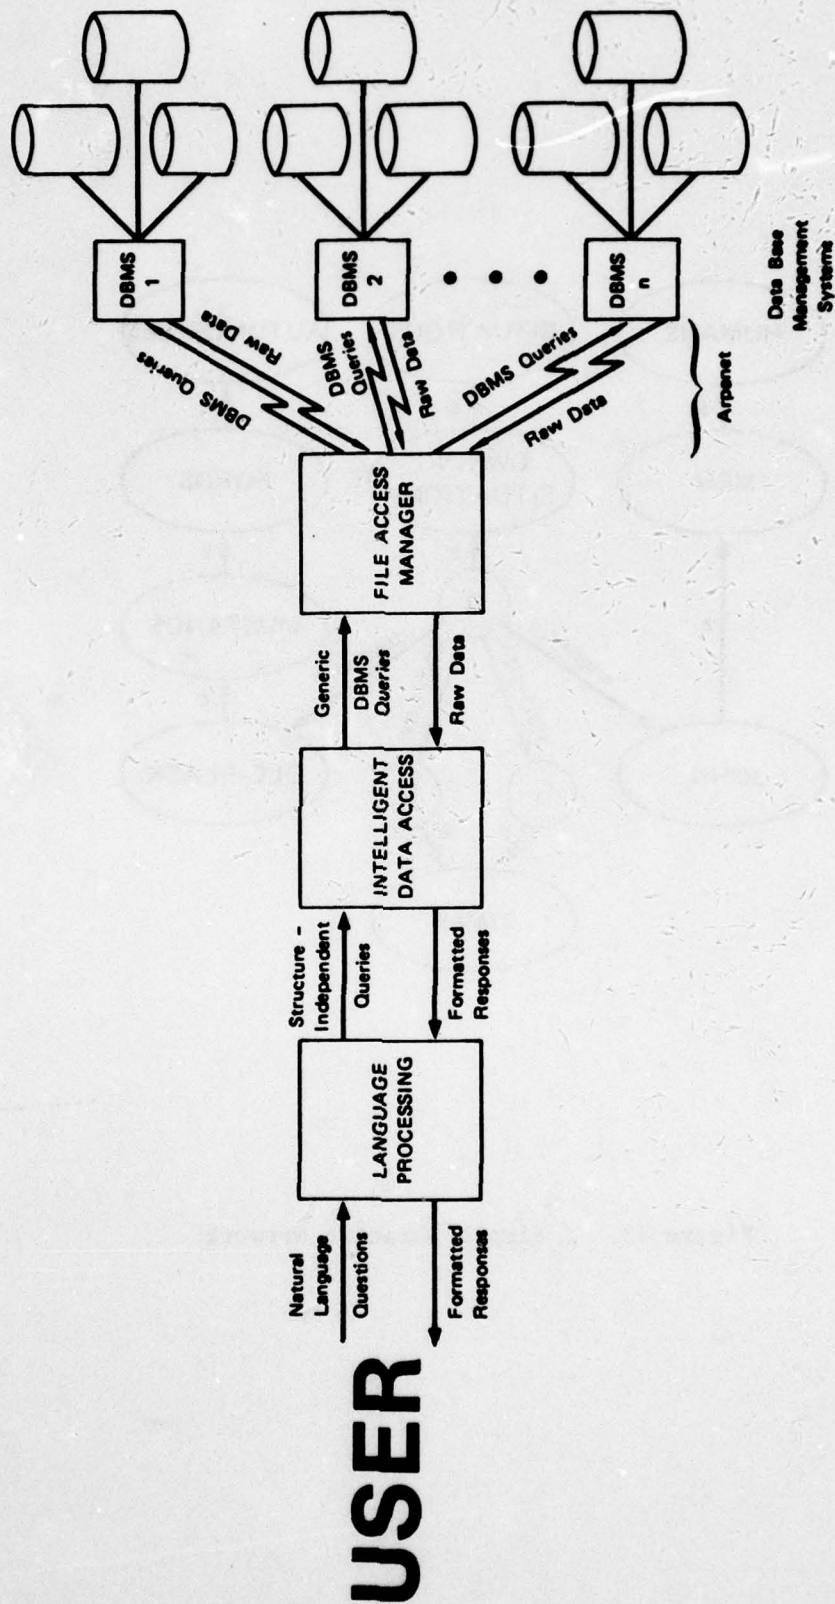 USER
Natural
Language
Questions
Formatted
Responses
LANGUAGE
PROCESSING
Structure –
Independent
Queries
Formatted
Responses
INTELLIGENT
DATA ACCESS
Generic
DBMS
Queries
Raw Data
FILE ACCESS
MANAGER
DBMS Queries
Raw Data
DBMS
Queries
Raw Data
DBMS Queries
Raw Data
Arpanet
DBMS
1
DBMS
2
DBMS
n
Data Base
Management
Systems